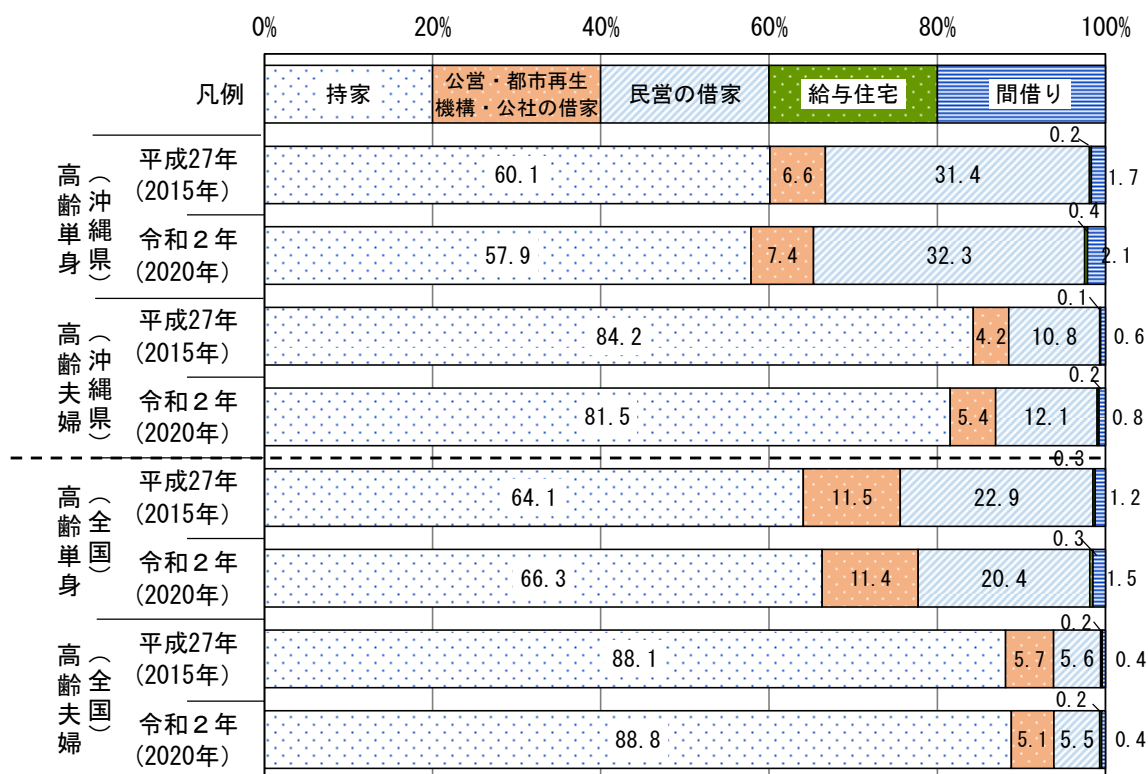 0% 20% 40% 60% 80% 100%
凡例 持家 公営・都市再生機構・公社の借家 民営の借家 給与住宅 間借り
高齢単身（沖縄県）
平成27年（2015年） 60.1 6.6 31.4 0.2 1.7
令和２年（2020年） 57.9 7.4 32.3 0.4 2.1
高齢夫婦（沖縄県）
平成27年（2015年） 84.2 4.2 10.8 0.1 0.6
令和２年（2020年） 81.5 5.4 12.1 0.2 0.8
高齢単身（全国）
平成27年（2015年） 64.1 11.5 22.9 0.3 1.2
令和２年（2020年） 66.3 11.4 20.4 0.3 1.5
高齢夫婦（全国）
平成27年（2015年） 88.1 5.7 5.6 0.2 0.4
令和２年（2020年） 88.8 5.1 5.5 0.2 0.4